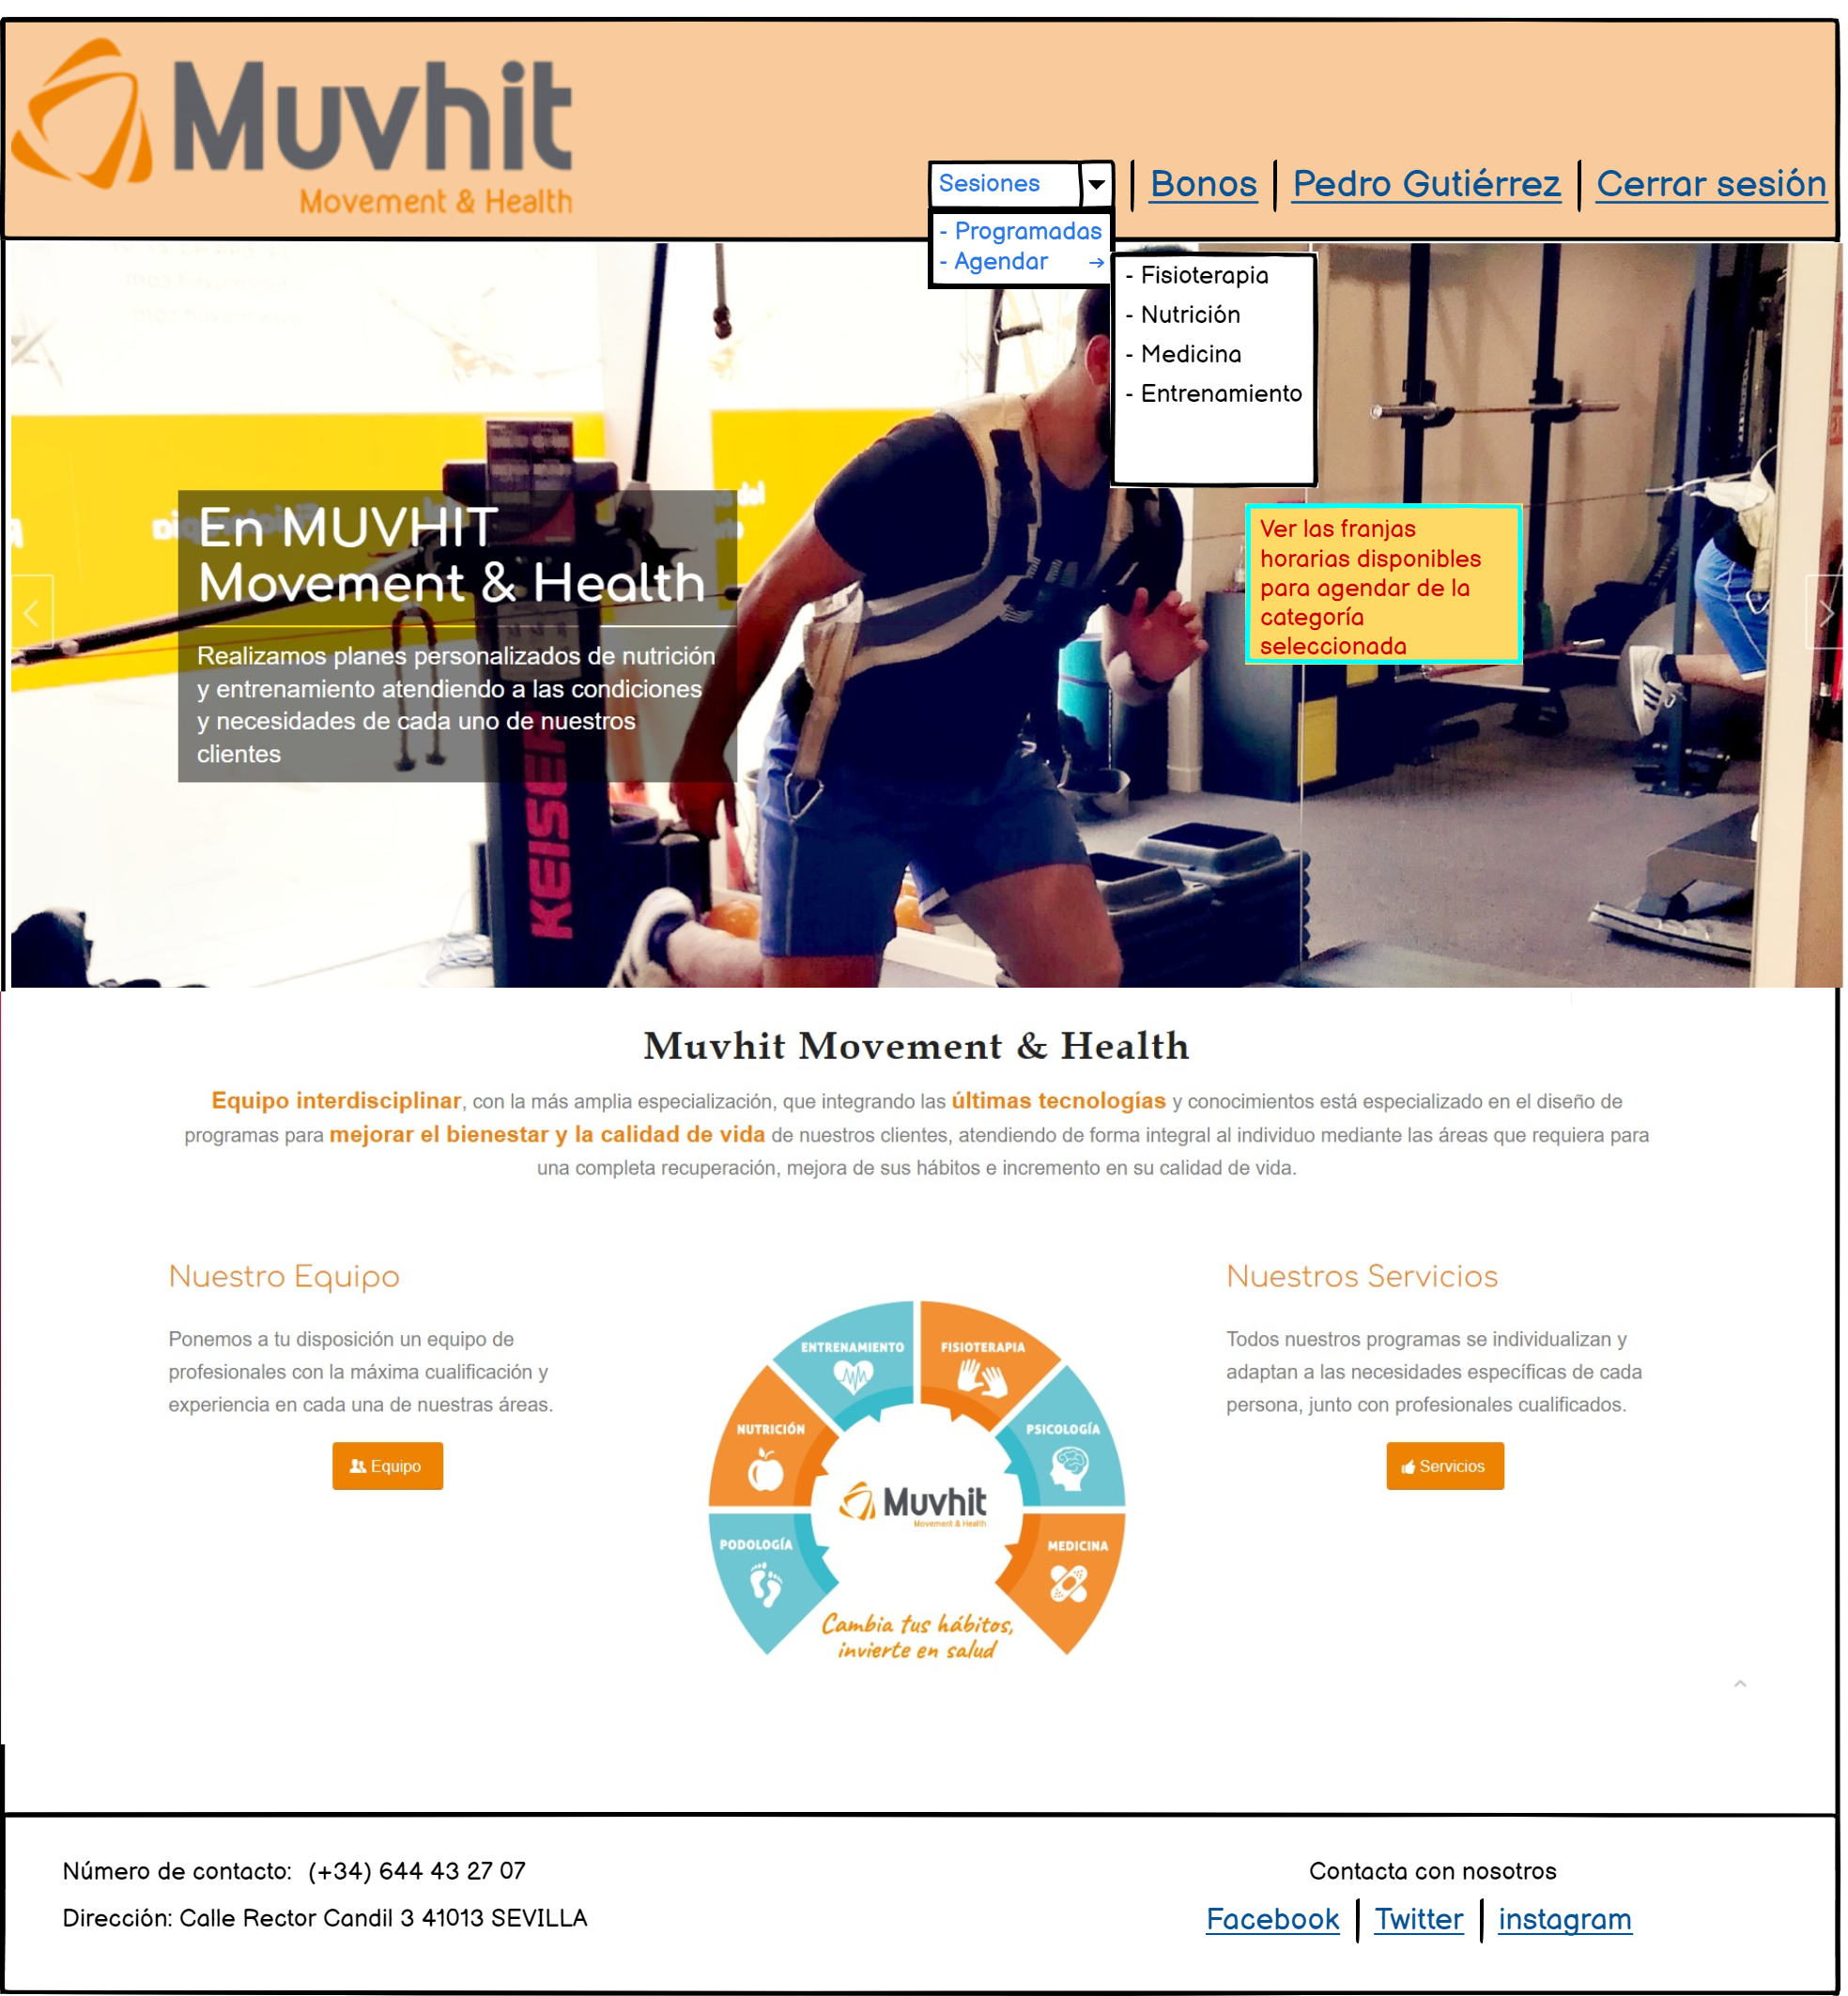 Muvhit
Movement & Health
Sesiones
Bonos
Pedro Gutiérrez
Cerrar sesión
- Programadas
- Agendar →
- Fisioterapia
- Nutrición
- Medicina
- Entrenamiento
En MUVHIT
Movement & Health
Realizamos planes personalizados de nutrición
y entrenamiento atendiendo a las condiciones
y necesidades de cada uno de nuestros
clientes
KEISER
Ver las franjas
horarias disponibles
para agendar de la
categoría
seleccionada
Muvhit Movement & Health
Equipo interdisciplinar, con la más amplia especialización, que integrando las últimas tecnologías y conocimientos está especializado en el diseño de
programas para mejorar el bienestar y la calidad de vida de nuestros clientes, atendiendo de forma integral al individuo mediante las áreas que requiera para
una completa recuperación, mejora de sus hábitos e incremento en su calidad de vida.
Nuestro Equipo
Ponemos a tu disposición un equipo de
profesionales con la máxima cualificación y
experiencia en cada una de nuestras áreas.
Equipo
ENTRENAMIENTO
FISIOTERAPIA
NUTRICIÓN
PSICOLOGÍA
Muvhit
Movement & Health
PODOLOGÍA
MEDICINA
Cambia tus hábitos,
invierte en salud
Nuestros Servicios
Todos nuestros programas se individualizan y
adaptan a las necesidades específicas de cada
persona, junto con profesionales cualificados.
Servicios
Número de contacto: (+34) 644 43 27 07
Dirección: Calle Rector Candil 3 41013 SEVILLA
Contacta con nosotros
Facebook
Twitter
instagram